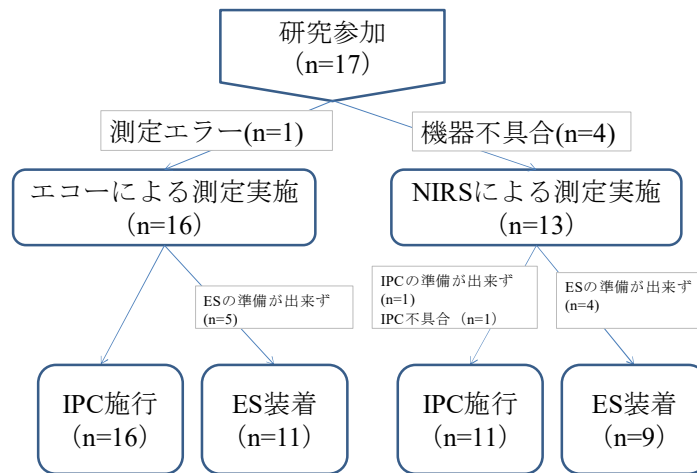 研究参加
（n=17）
測定エラー(n=1)
機器不具合(n=4)
エコーによる測定実施
（n=16）
NIRSによる測定実施
（n=13）
ESの準備が出来ず
(n=5)
IPCの準備が出来ず
(n=1)
IPC不具合（n=1）
ESの準備が出来ず
(n=4)
IPC施行
（n=16）
ES装着
（n=11）
IPC施行
（n=11）
ES装着
（n=9）